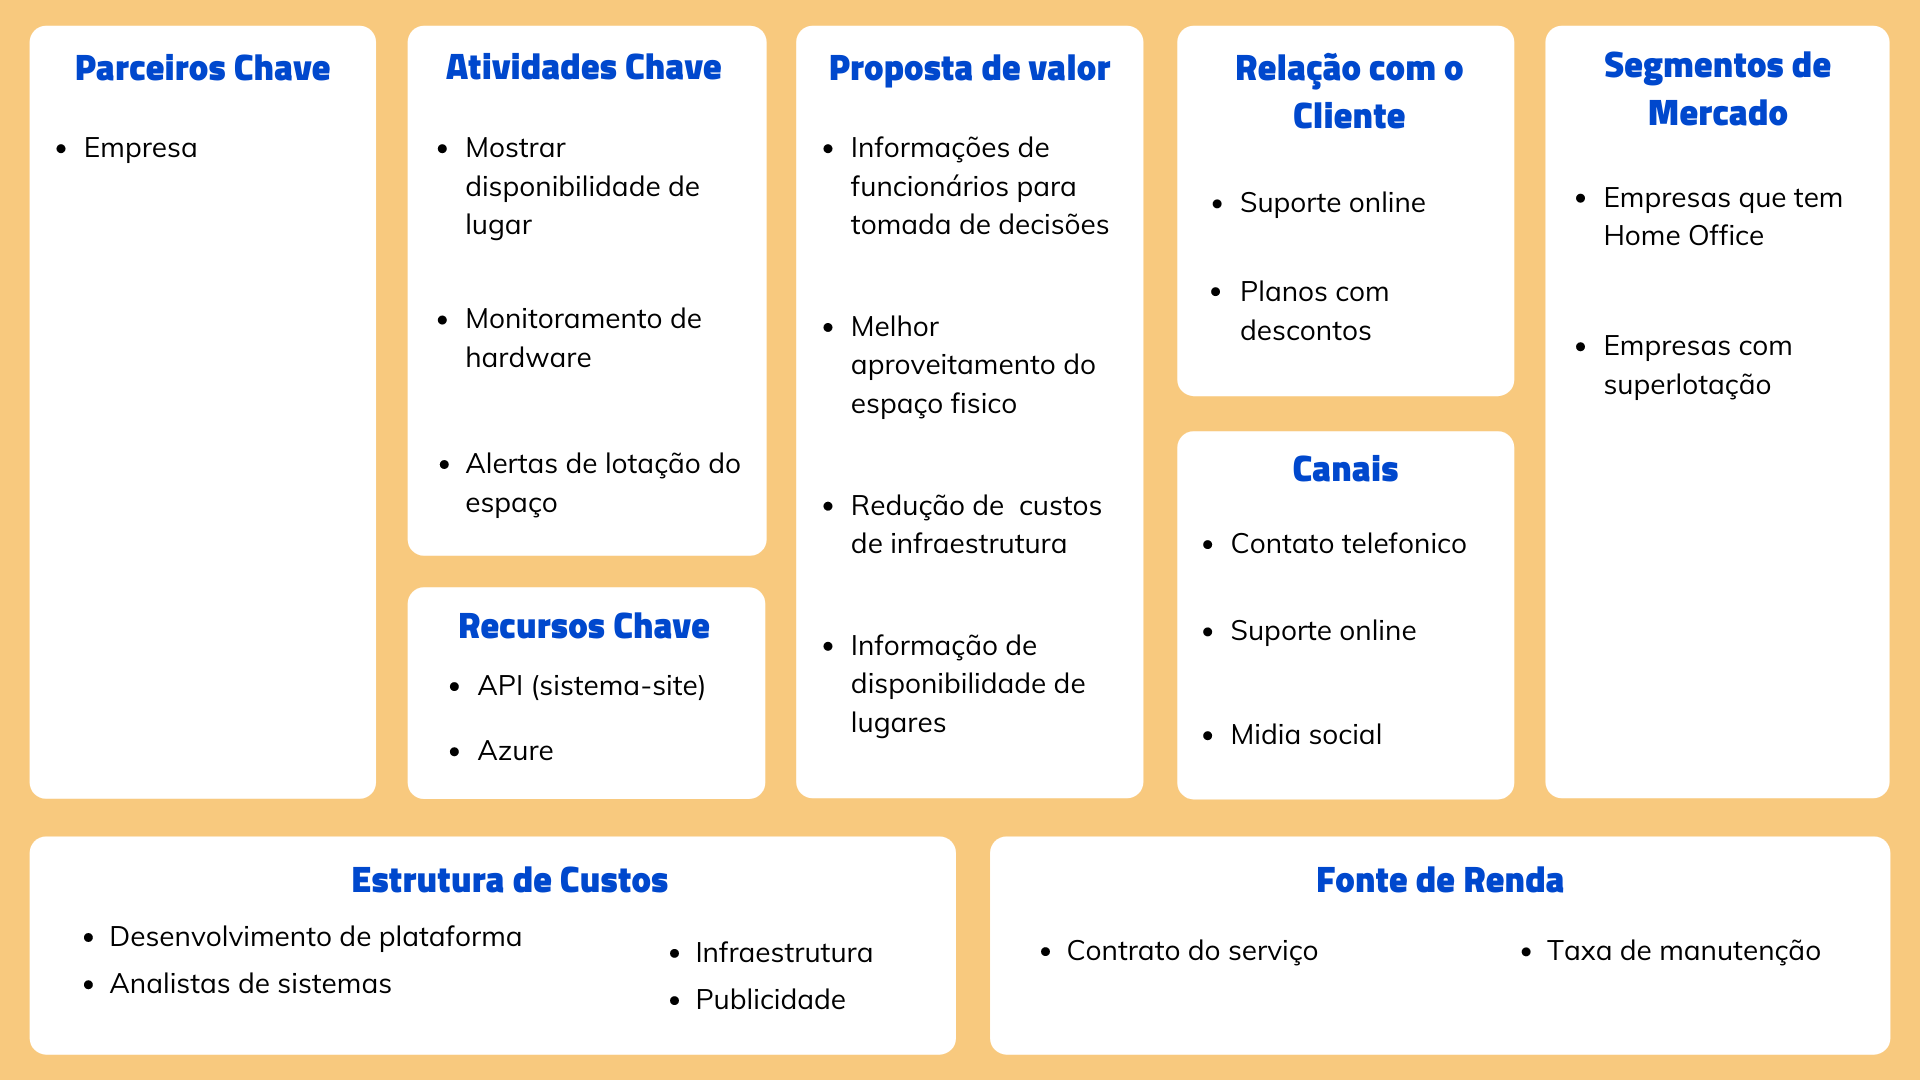 Parceiros Chave
Empresa
Atividades Chave
Mostrar
disponibilidade de
lugar
Monitoramento de
hardware
Alertas de lotação do
espaço
Recursos Chave
API (sistema-site)
Azure
Proposta de valor
Informações de
funcionários para
tomada de decisões
Melhor
aproveitamento do
espaço fisico
Redução de  custos
de infraestrutura
Informação de
disponibilidade de
lugares
Relação com o
Cliente
Suporte online
Planos com
descontos
Canais
Contato telefonico
Suporte online
Midia social
Segmentos de
Mercado
Empresas que tem
Home Office
Empresas com
superlotação
Estrutura de Custos
Desenvolvimento de plataforma
Analistas de sistemas
Infraestrutura
Publicidade
Fonte de Renda
Contrato do serviço
Taxa de manutenção